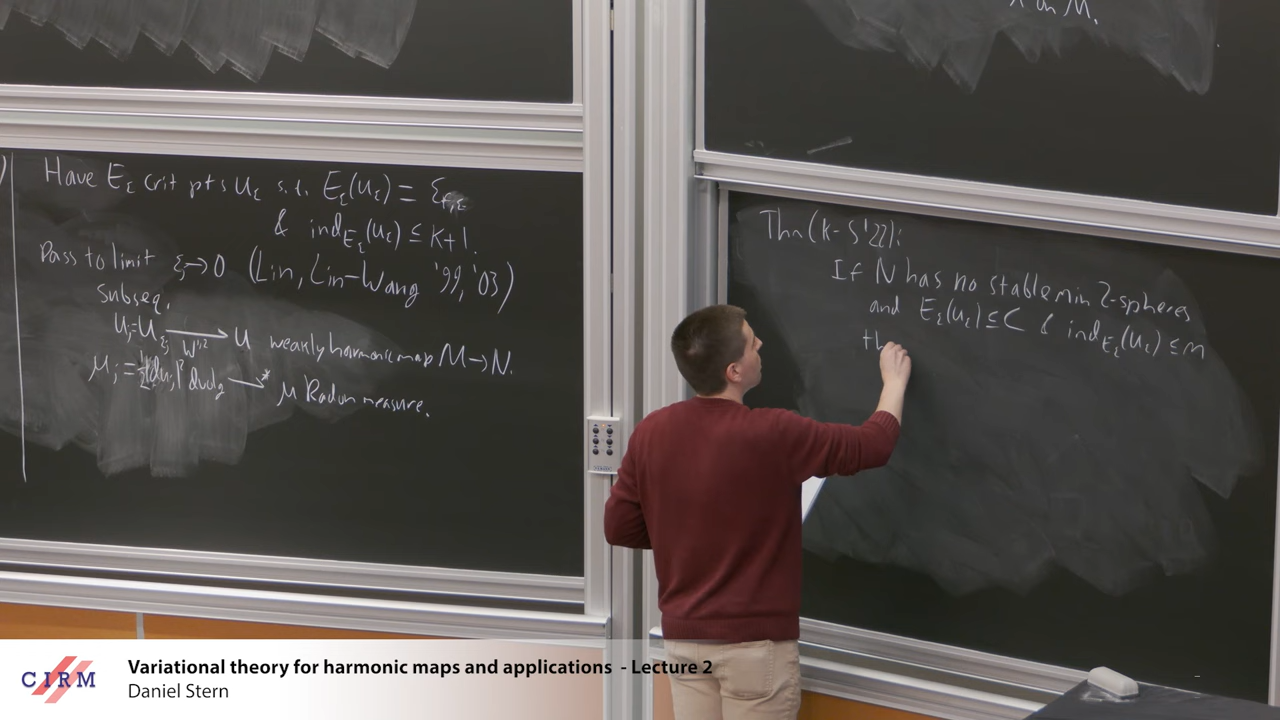 λ on M.
Have E_ε crit pts u_ε s.t. E_ε(u_ε) = ℰ_{f,ε}
& ind_{E_ε}(u_ε) ≤ k+1.
Pass to limit ε_j→0 (Lin, Lin-Wang '99, '03)
Subseq.
u_j = u_{ε_j} ⟶_{W^{1,2}} u weakly harmonic map M→N.
μ_j = ½|du_j|² dvol_g ⟶* μ Radon measure.
Thm (K-S '22):
If N has no stable min 2-spheres
and E_ε(u_ε) ≤ C & ind_{E_ε}(u_ε) ≤ m
th
CIRM
Variational theory for harmonic maps and applications - Lecture 2
Daniel Stern